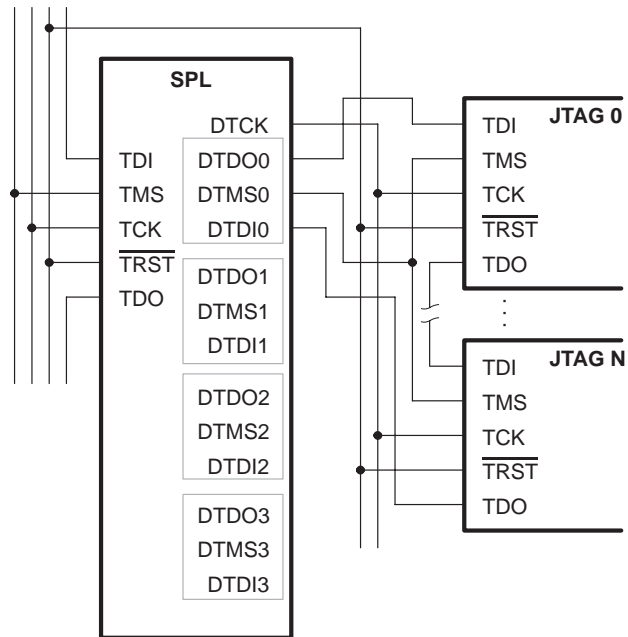 SPL
DTCK
DTDO0
DTMS0
DTDI0
TDI
TMS
TCK
TRST
TDO
DTDO1
DTMS1
DTDI1
DTDO2
DTMS2
DTDI2
DTDO3
DTMS3
DTDI3
JTAG 0
TDI
TMS
TCK
TRST
TDO
JTAG N
TDI
TMS
TCK
TRST
TDO